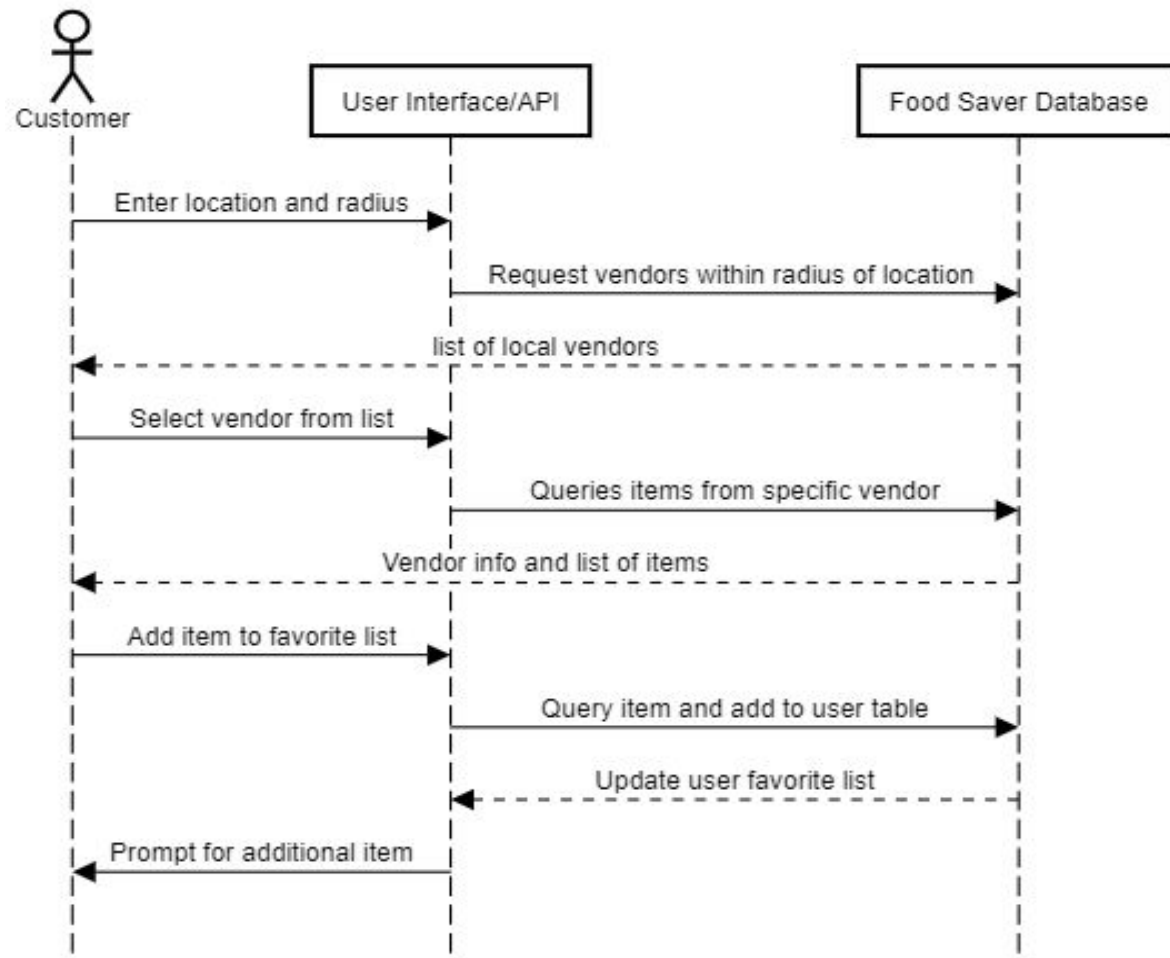 Customer
User Interface/API
Food Saver Database
Enter location and radius
Request vendors within radius of location
list of local vendors
Select vendor from list
Queries items from specific vendor
Vendor info and list of items
Add item to favorite list
Query item and add to user table
Update user favorite list
Prompt for additional item